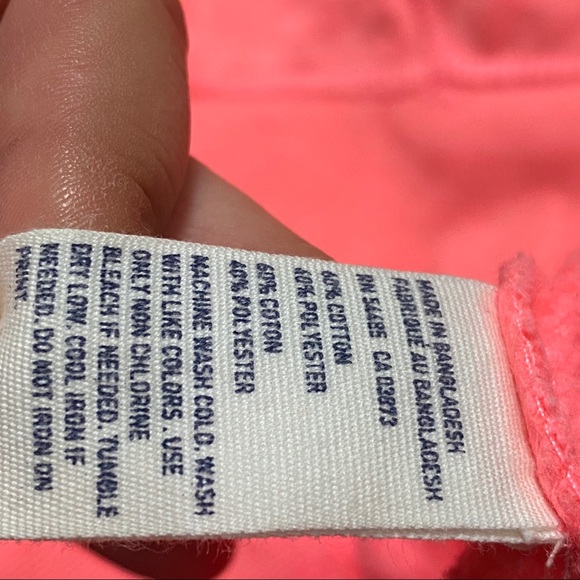 MADE IN BANGLADESH
FABRIQUÉ AU BANGLADESH
RN 54485 CA 03973
60% COTTON
40% POLYESTER
60% COTON
40% POLYESTER
MACHINE WASH COLD, WASH
WITH LIKE COLORS . USE
ONLY NON CHLORINE
BLEACH IF NEEDED, TUMBLE
DRY LOW, COOL IRON IF
NEEDED, DO NOT IRON ON
PRINT